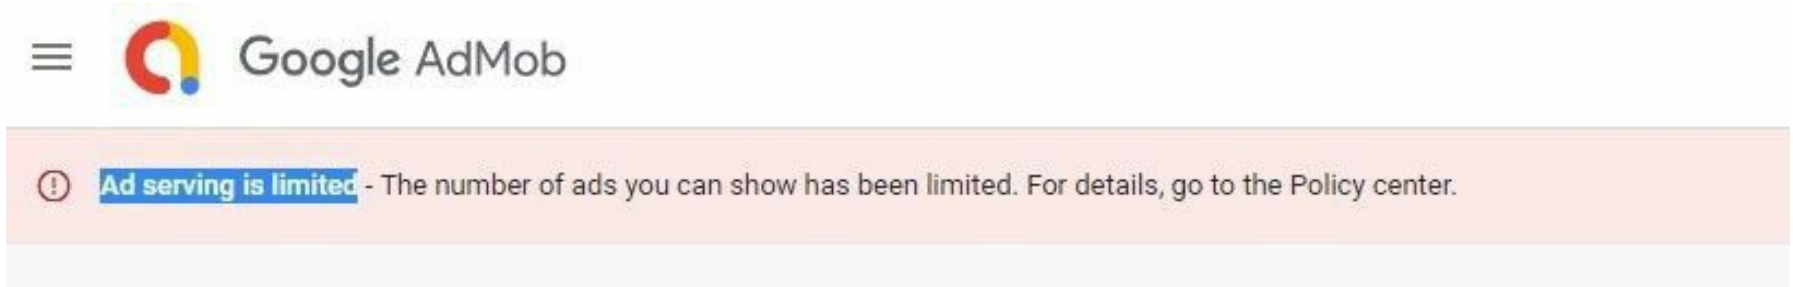 Google AdMob
Ad serving is limited - The number of ads you can show has been limited. For details, go to the Policy center.